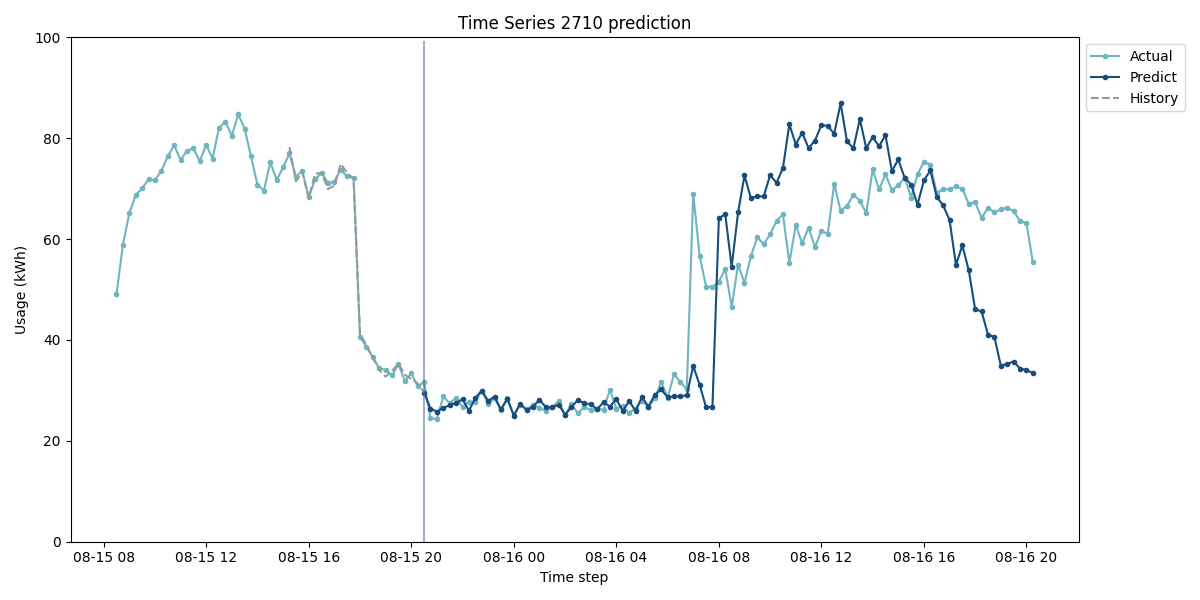 Time Series 2710 prediction
100
80
60
40
20
0
Usage (kWh)
08-15 08
08-15 12
08-15 16
08-15 20
08-16 00
08-16 04
08-16 08
08-16 12
08-16 16
08-16 20
Time step
Actual
Predict
History